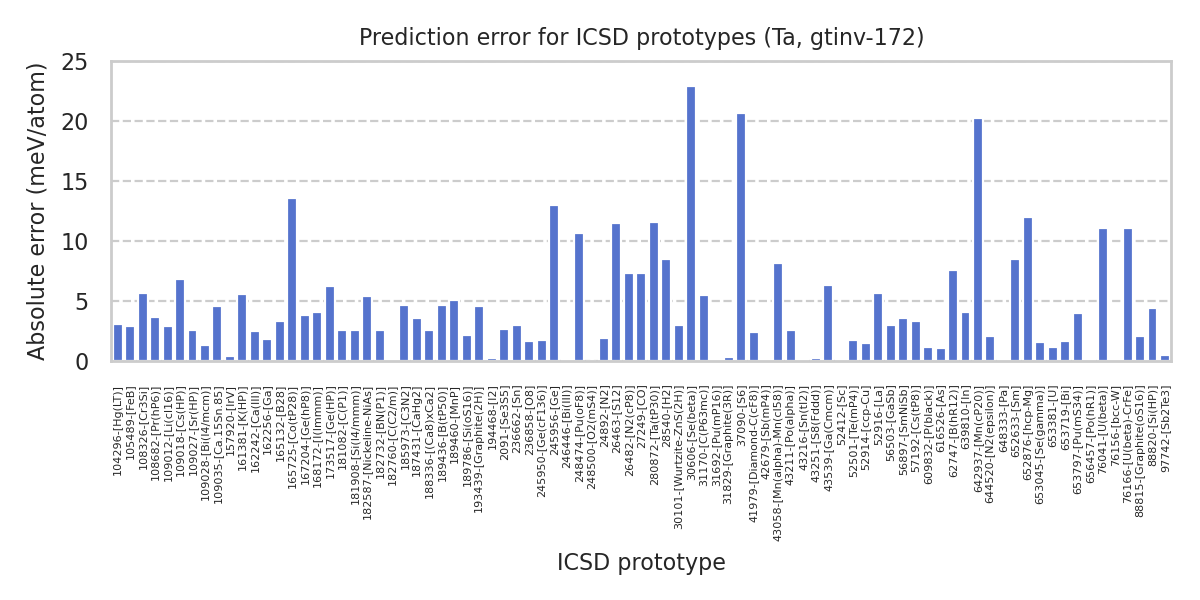 Prediction error for ICSD prototypes (Ta, gtinv-172)
Absolute error (meV/atom)
25
20
15
10
5
0
104296-[Hg(LT)]
105489-[FeB]
108326-[Cr3Si]
108682-[Pr(hP6)]
109012-[Li(cI16)]
109018-[Cs(HP)]
109027-[Sr(HP)]
109028-[Bi(I4/mcm)]
109035-[Ca.15Sn.85]
157920-[IrV]
161381-[K(HP)]
162242-[Ca(III)]
162256-[Ga]
165132-[B28]
165725-[Co(tP28)]
167204-[Ge(hP8)]
168172-[I(Immm)]
173517-[Ge(HP)]
181082-[C(P1)]
181908-[Si(I4/mmm)]
182587-[Nickeline-NiAs]
182732-[BN(P1)]
182760-[C(C2/m)]
185973-[C3N2]
187431-[CaHg2]
188336-[(Ca8)xCa2]
189436-[B(tP50)]
189460-[MnP]
189786-[Si(oS16)]
193439-[Graphite(2H)]
194468-[I2]
2091-[Se3S5]
236662-[Sn]
236858-[O8]
245950-[Ge(cF136)]
245956-[Ge]
246446-[Bi(III)]
248474-[Pu(oF8)]
248500-[O2(mS4)]
24892-[N2]
26463-[S12]
26482-[N2(cP8)]
27249-[CO]
280872-[Ta(tP30)]
28540-[H2]
30101-[Wurtzite-ZnS(2H)]
30606-[Se(beta)]
31170-[C(P63mc)]
31692-[Pu(mP16)]
31829-[Graphite(3R)]
37090-[S6]
41979-[Diamond-C(cF8)]
42679-[Sb(mP4)]
43058-[Mn(alpha)-Mn(cI58)]
43211-[Po(alpha)]
43216-[Sn(tI2)]
43251-[S8(Fddd)]
43539-[Ga(Cmcm)]
52412-[Sc]
52501-[Te(mP4)]
52914-[ccp-Cu]
52916-[La]
56503-[GaSb]
56897-[SmNiSb]
57192-[Cs(tP8)]
609832-[P(black)]
616526-[As]
62747-[B(hR12)]
639810-[In]
642937-[Mn(cP20)]
644520-[N2(epsilon)]
648333-[Pa]
652633-[Sm]
652876-[hcp-Mg]
653045-[Se(gamma)]
653381-[U]
653719-[Bi]
653797-[Pu(mS34)]
656457-[Po(hR1)]
76041-[U(beta)]
76156-[bcc-W]
76166-[U(beta)-CrFe]
88815-[Graphite(oS16)]
88820-[Si(HP)]
97742-[Sb2Te3]
ICSD prototype